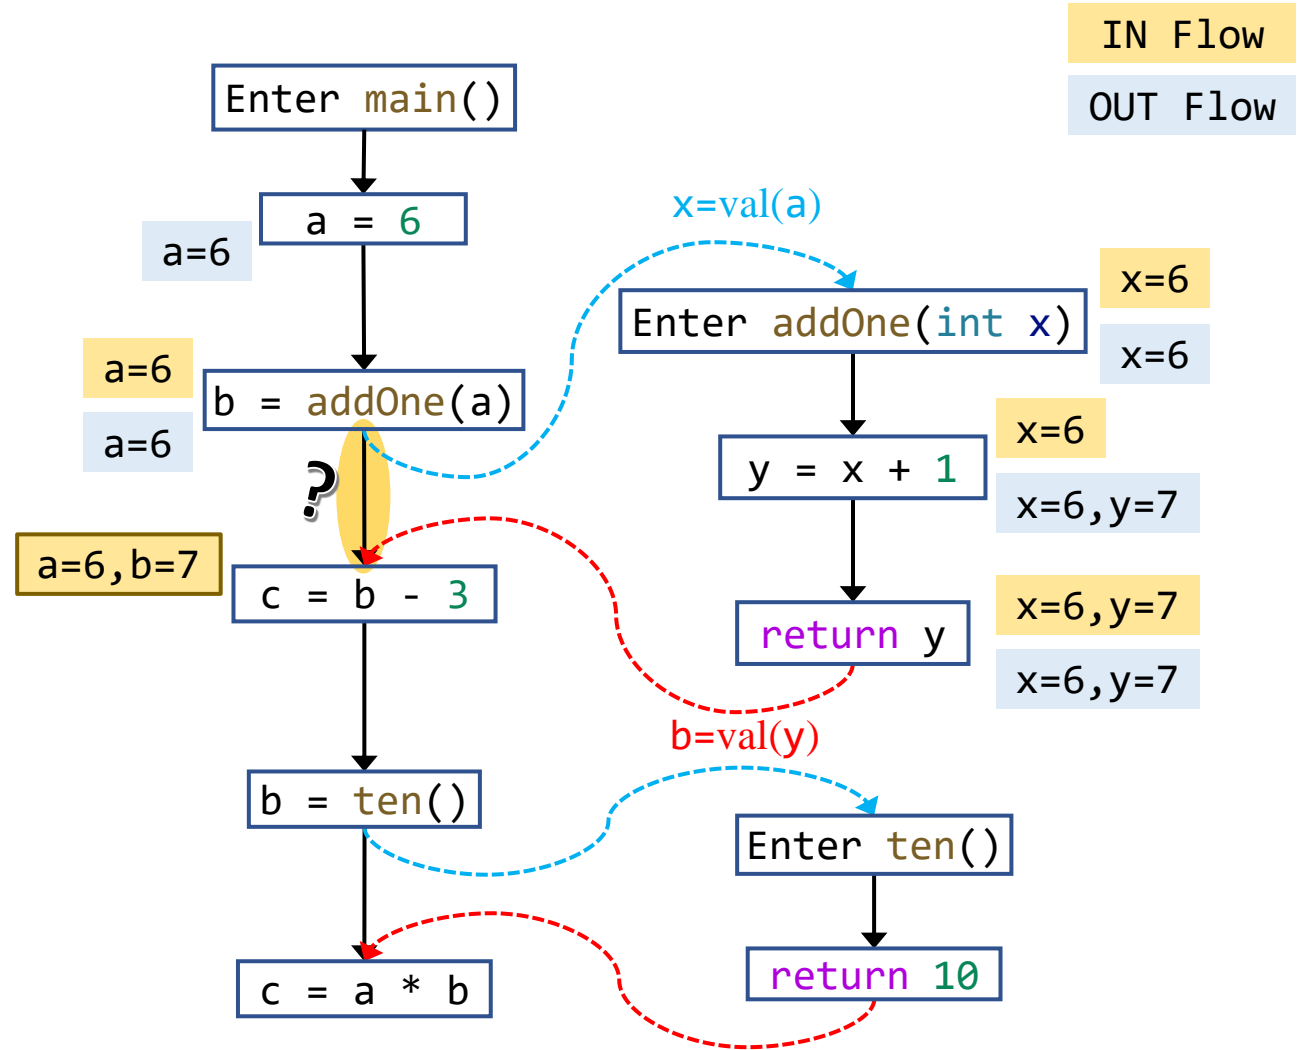 IN Flow
OUT Flow
Enter main()
a = 6
a=6
x=val(a)
Enter addOne(int x)
x=6
x=6
a=6
b = addOne(a)
a=6
?
y = x + 1
x=6
x=6,y=7
a=6,b=7
c = b - 3
return y
x=6,y=7
x=6,y=7
b=val(y)
b = ten()
Enter ten()
c = a * b
return 10